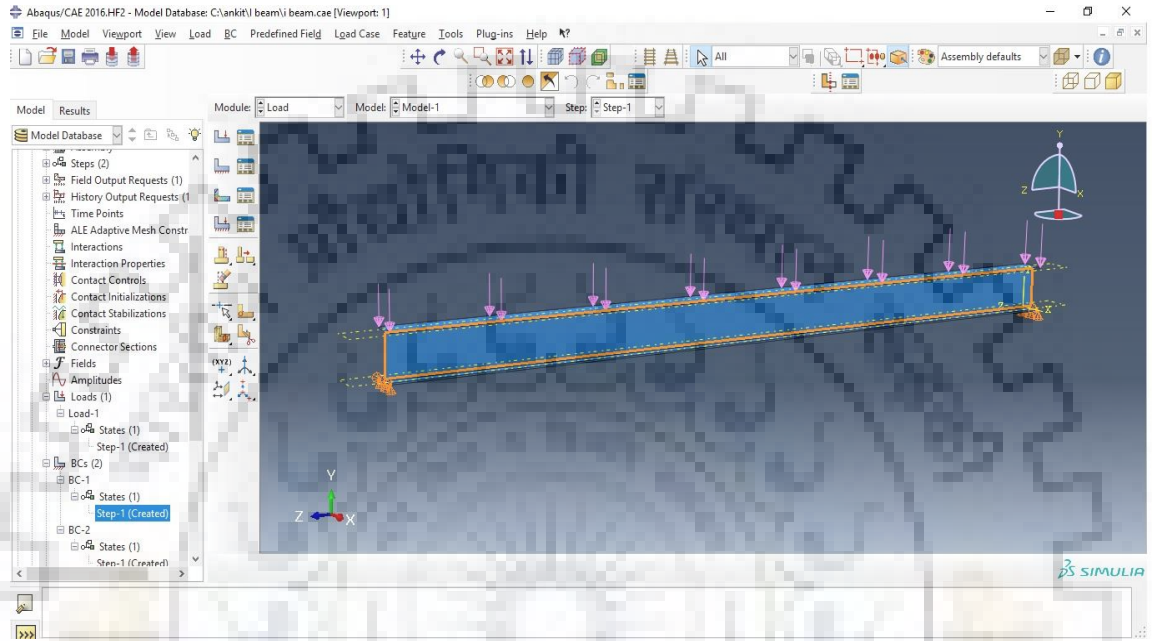 Abaqus/CAE 2016.HF2 - Model Database: C:\ankit\I beam\i beam.cae [Viewport: 1]
File Model Viewport View Load BC Predefined Field Load Case Feature Tools Plug-ins Help
All Assembly defaults
Model Results
Module: Load Model: Model-1 Step: Step-1
Model Database
Steps (2)
Field Output Requests (1)
History Output Requests (1
Time Points
ALE Adaptive Mesh Constr
Interactions
Interaction Properties
Contact Controls
Contact Initializations
Contact Stabilizations
Constraints
Connector Sections
Fields
Amplitudes
Loads (1)
Load-1
States (1)
Step-1 (Created)
BCs (2)
BC-1
States (1)
Step-1 (Created)
BC-2
States (1)
Step-1 (Created)
(XYZ)
Y
Z
X
Z
X
Y
Z
X
SIMULIA
>>>